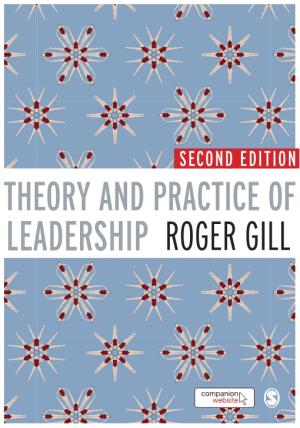 SECOND EDITION
THEORY AND PRACTICE OF
LEADERSHIP ROGER GILL
companion
website
S